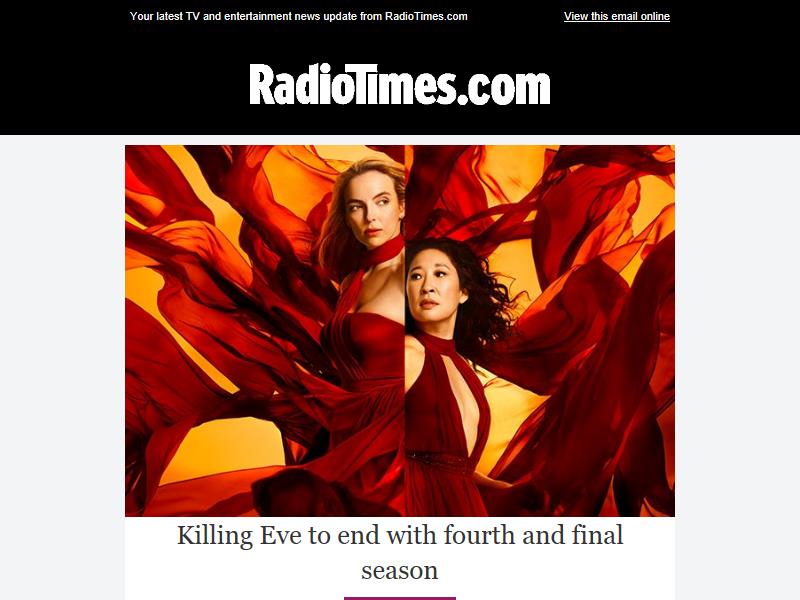 Your latest TV and entertainment news update from RadioTimes.com
View this email online
RadioTimes.com
Killing Eve to end with fourth and final
season